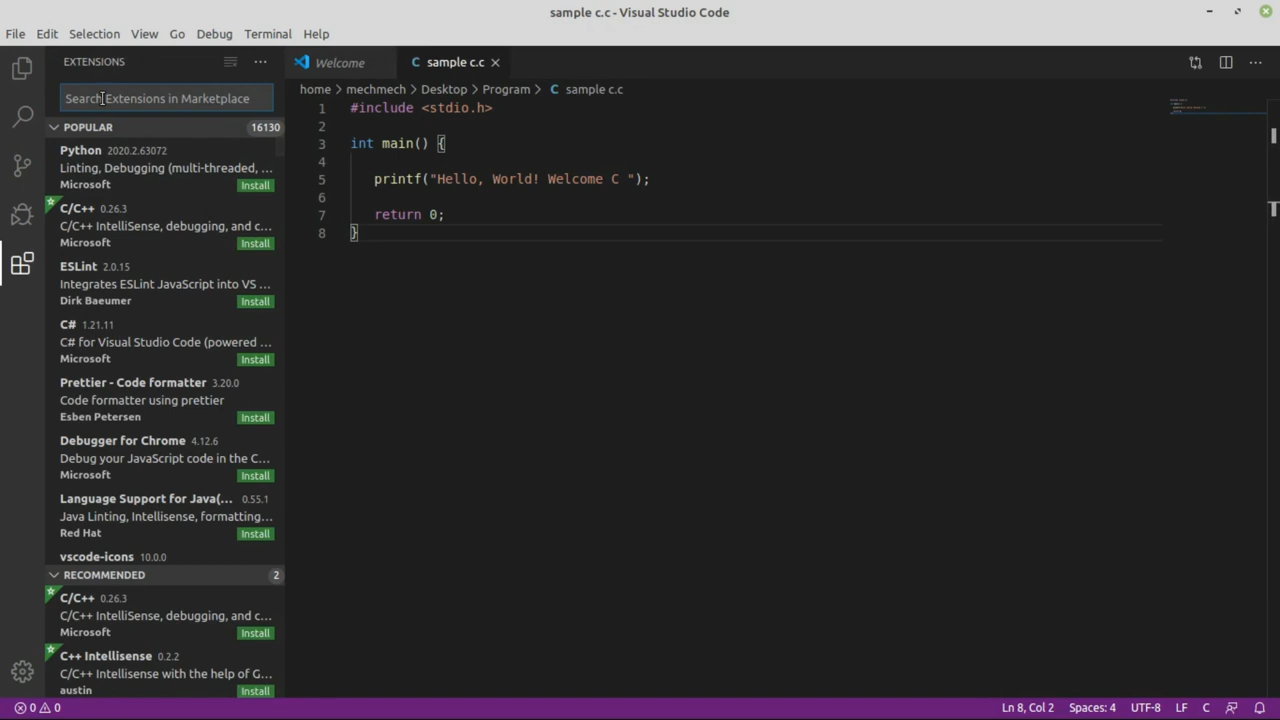 sample c.c - Visual Studio Code
File Edit Selection View Go Debug Terminal Help
EXTENSIONS
Search Extensions in Marketplace
POPULAR 16130
Python 2020.2.63072
Linting, Debugging (multi-threaded, ...
Microsoft Install
C/C++ 0.26.3
C/C++ IntelliSense, debugging, and c...
Microsoft Install
ESLint 2.0.15
Integrates ESLint JavaScript into VS ...
Dirk Baeumer Install
C# 1.21.11
C# for Visual Studio Code (powered ...
Microsoft Install
Prettier - Code formatter 3.20.0
Code formatter using prettier
Esben Petersen Install
Debugger for Chrome 4.12.6
Debug your JavaScript code in the C...
Microsoft Install
Language Support for Java(... 0.55.1
Java Linting, Intellisense, formatting...
Red Hat Install
vscode-icons 10.0.0
RECOMMENDED 2
C/C++ 0.26.3
C/C++ IntelliSense, debugging, and c...
Microsoft Install
C++ Intellisense 0.2.2
C/C++ Intellisense with the help of G...
austin Install
Welcome C sample c.c
home > mechmech > Desktop > Program > C sample c.c
1 #include <stdio.h>
2
3 int main() {
4
5 printf("Hello, World! Welcome C ");
6
7 return 0;
8 }
0 0 Ln 8, Col 2 Spaces: 4 UTF-8 LF C